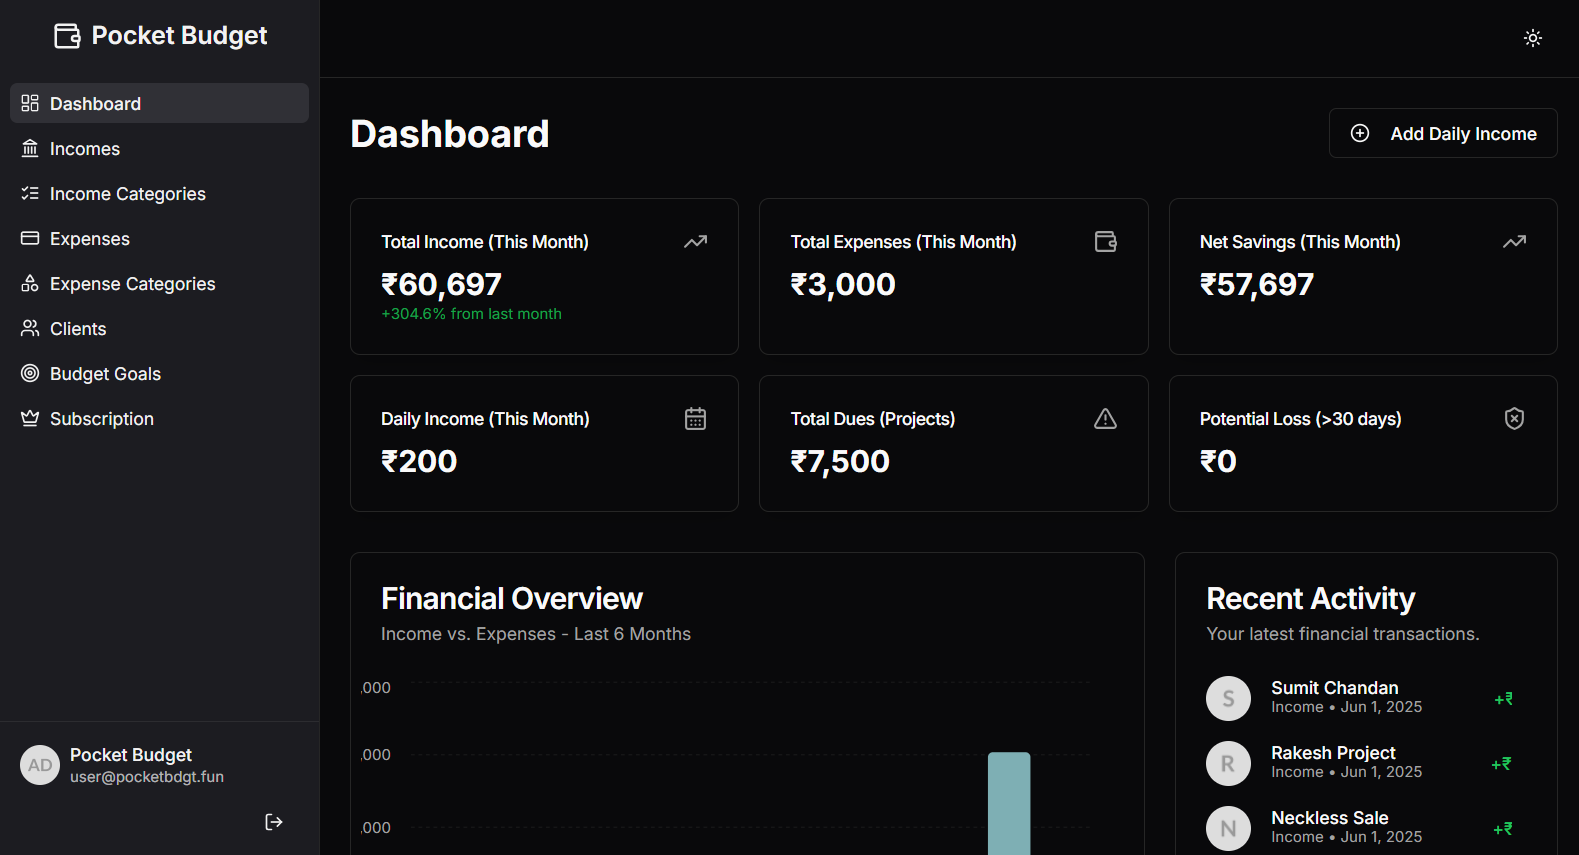 Pocket Budget
Dashboard
Incomes
Income Categories
Expenses
Expense Categories
Clients
Budget Goals
Subscription
AD
Pocket Budget
user@pocketbdgt.fun
Dashboard
Add Daily Income
Total Income (This Month)
₹60,697
+304.6% from last month
Total Expenses (This Month)
₹3,000
Net Savings (This Month)
₹57,697
Daily Income (This Month)
₹200
Total Dues (Projects)
₹7,500
Potential Loss (>30 days)
₹0
Financial Overview
Income vs. Expenses - Last 6 Months
,000
,000
,000
Recent Activity
Your latest financial transactions.
S
Sumit Chandan
Income • Jun 1, 2025
+₹
R
Rakesh Project
Income • Jun 1, 2025
+₹
N
Neckless Sale
Income • Jun 1, 2025
+₹